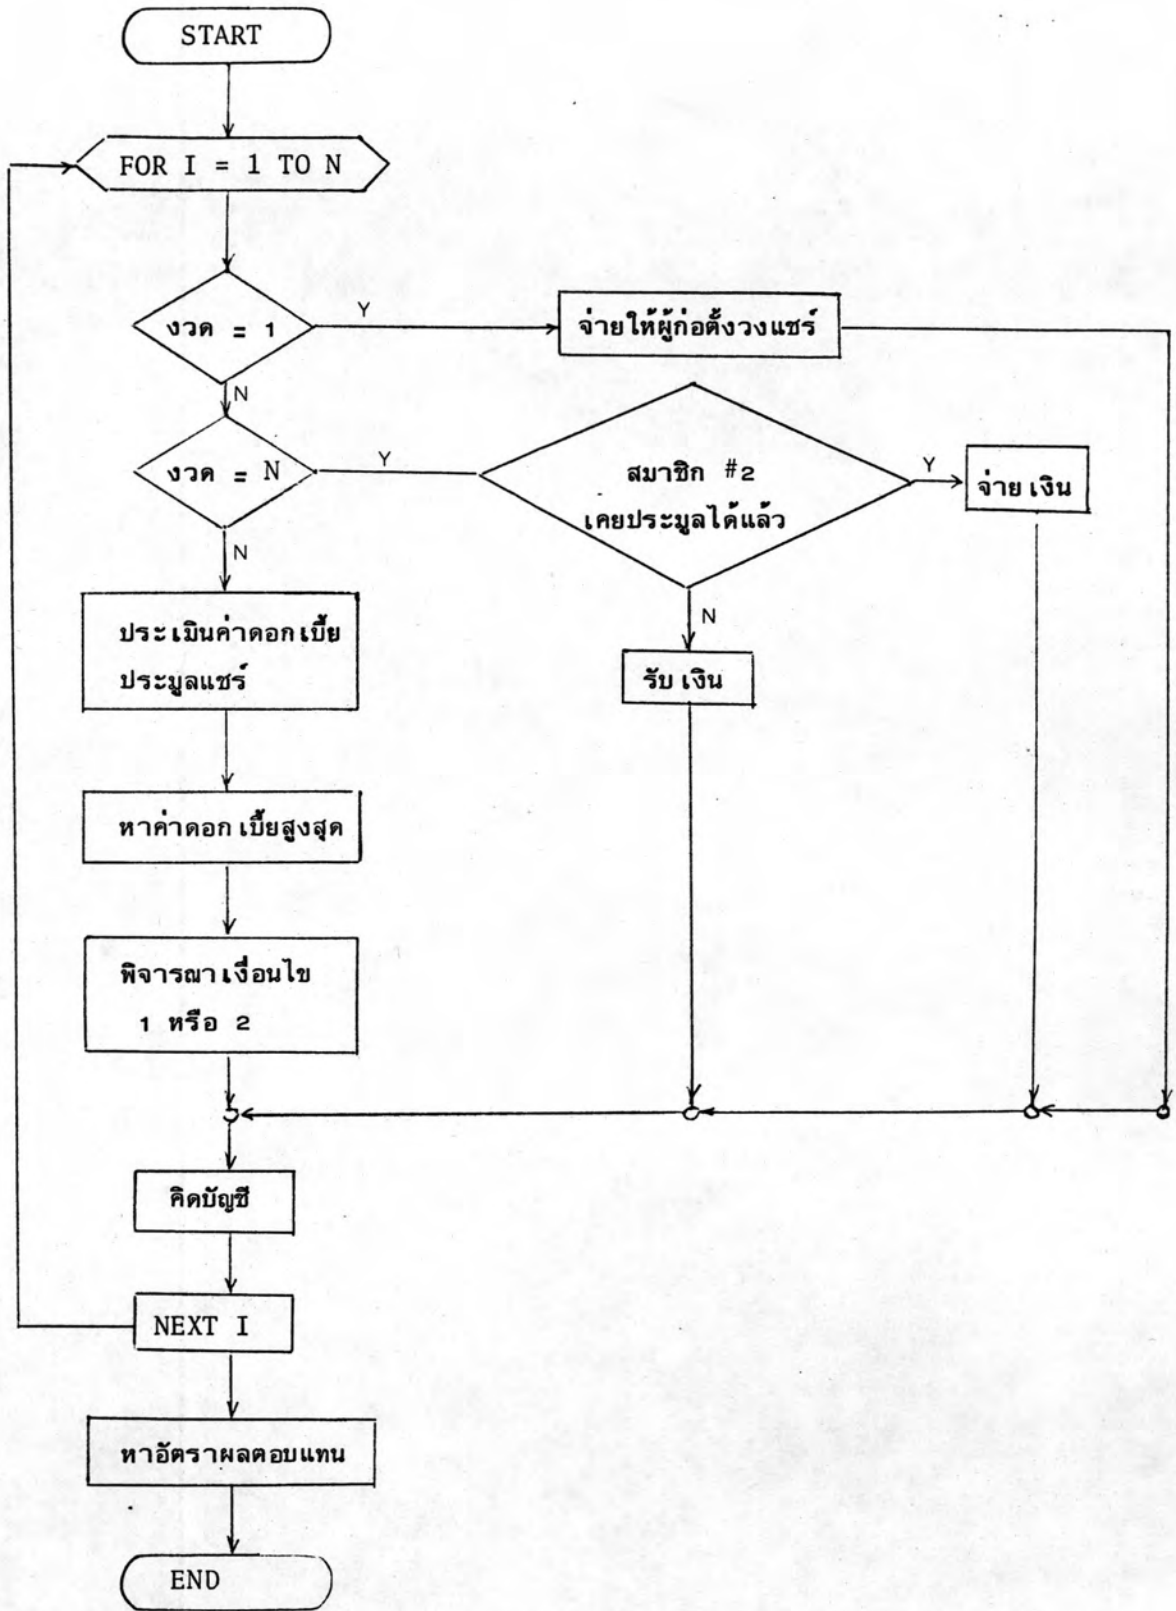 START
FOR I = 1 TO N
งวด = 1
Y
จ่ายให้ผู้ก่อตั้งวงแชร์
N
งวด = N
Y
สมาชิก #2
เคยประมูลได้แล้ว
Y
จ่ายเงิน
N
ประเมินค่าดอกเบี้ย
ประมูลแชร์
N
รับเงิน
หาค่าดอกเบี้ยสูงสุด
พิจารณาเงื่อนไข
1 หรือ 2
คิดบัญชี
NEXT I
หาอัตราผลตอบแทน
END